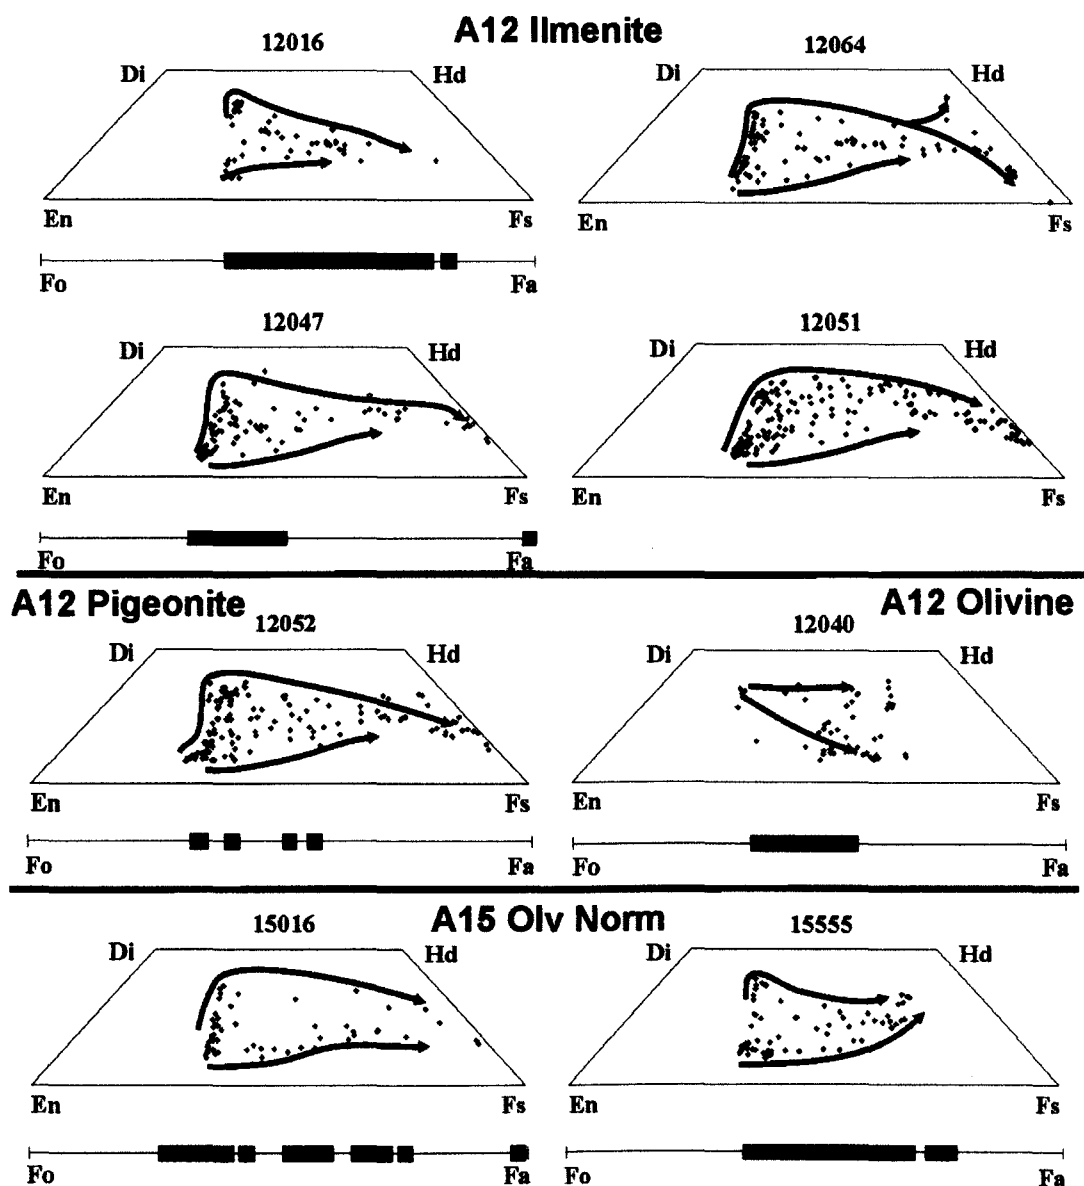 A12 Ilmenite
12016 12064
Di Hd Di Hd
En Fs En Fs
Fo Fa
12047 12051
Di Hd Di Hd
En Fs En Fs
Fo Fa
A12 Pigeonite A12 Olivine
12052 12040
Di Hd Di Hd
En Fs En Fs
Fo Fa Fo Fa
A15 Olv Norm
15016 15555
Di Hd Di Hd
En Fs En Fs
Fo Fa Fo Fa